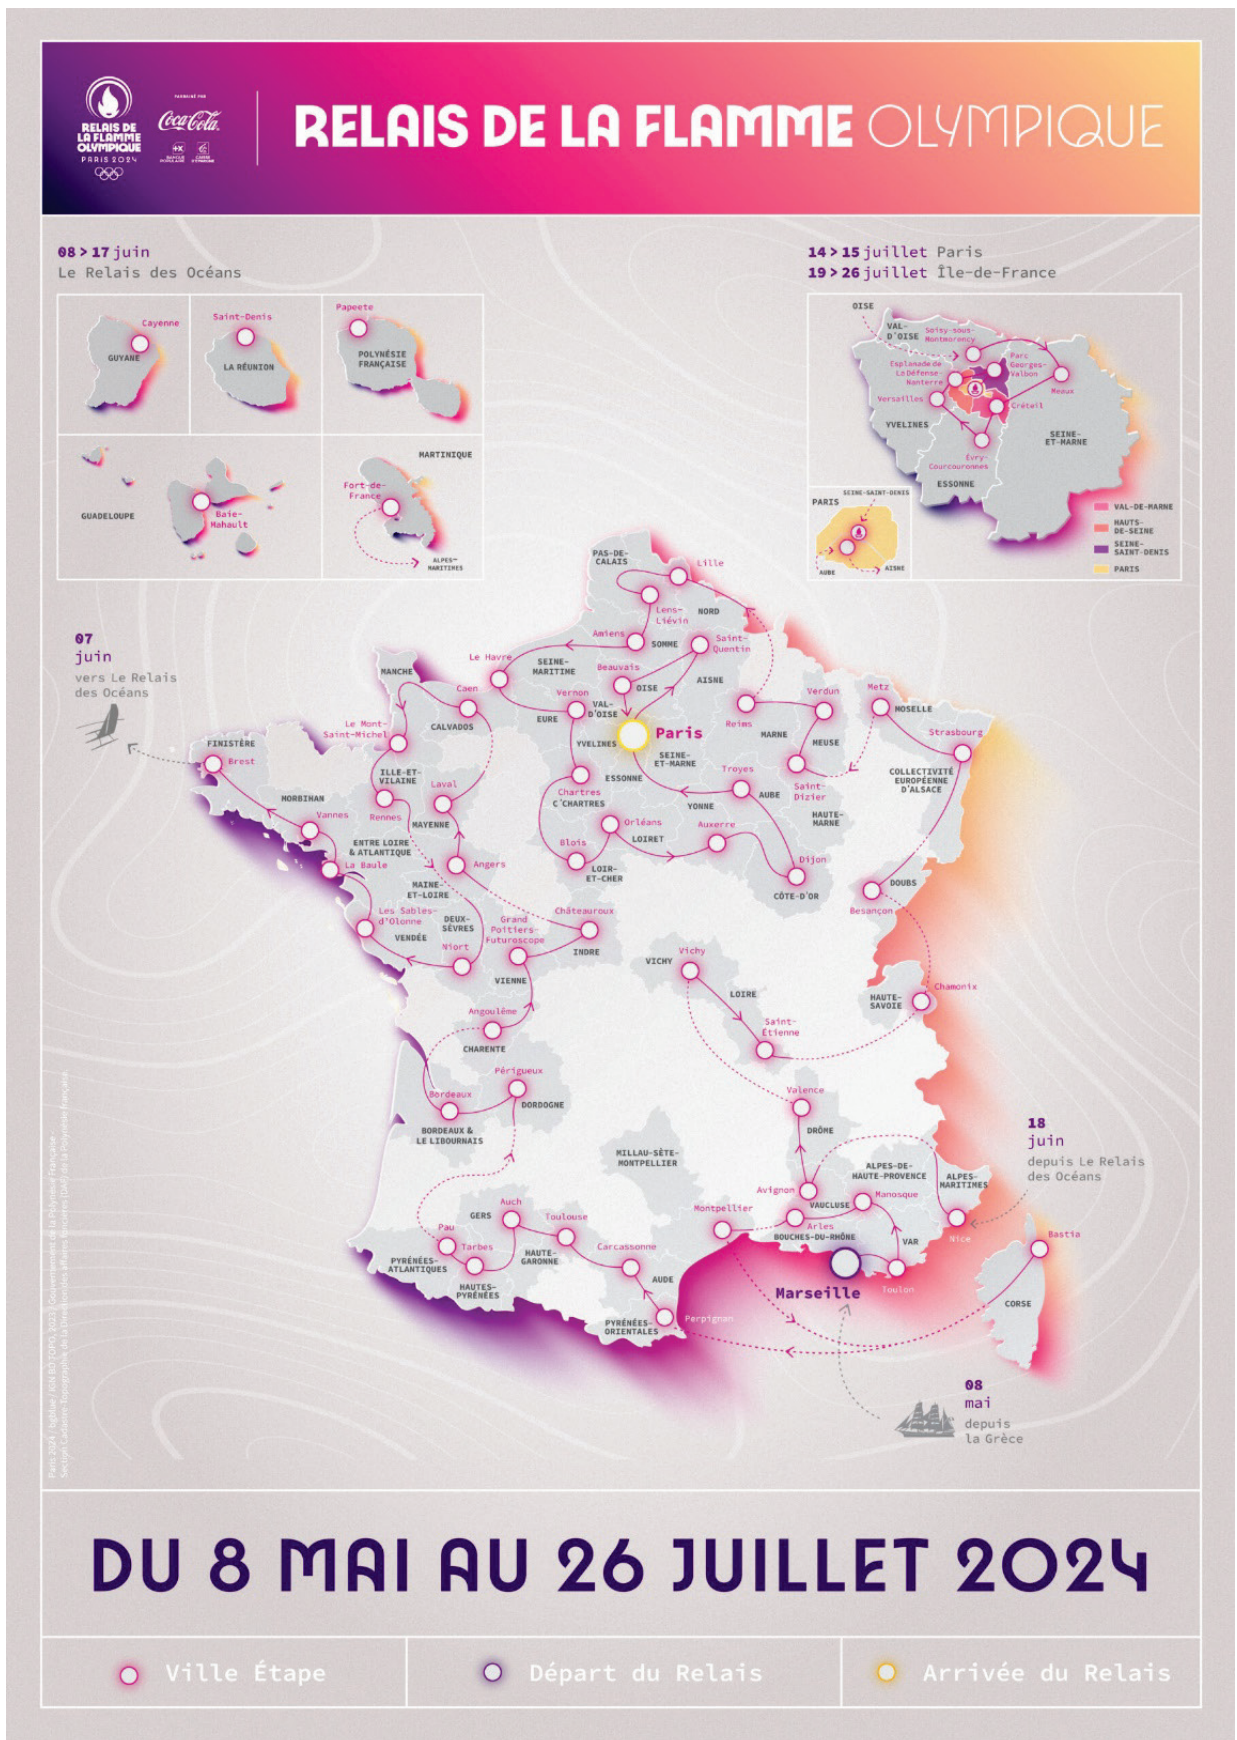 RELAIS DE
LA FLAMME
OLYMPIQUE
PARIS 2024
Coca-Cola
BANQUE
POPULAIRE
CAISSE
D'ÉPARGNE
RELAIS DE LA FLAMME OLYMPIQUE
08 > 17 juin
Le Relais des Océans
Cayenne
GUYANE
Saint-Denis
LA RÉUNION
Papeete
POLYNÉSIE
FRANÇAISE
GUADELOUPE
Baie-
Mahault
MARTINIQUE
Fort-de-
France
ALPES-
MARITIMES
14 > 15 juillet Paris
19 > 26 juillet Île-de-France
OISE
VAL-
D'OISE
Soisy-sous-
Montmorency
Parc
Georges-
Valbon
Esplanade de
La Défense-
Nanterre
Meaux
Versailles
Créteil
YVELINES
SEINE-
ET-MARNE
Évry-
Courcouronnes
ESSONNE
SEINE-SAINT-DENIS
PARIS
AUBE
AISNE
VAL-DE-MARNE
HAUTS-
DE-SEINE
SEINE-
SAINT-DENIS
PARIS
07
juin
vers Le Relais
des Océans
PAS-DE-
CALAIS
Lille
Lens-
Liévin
NORD
Amiens
SOMME
Saint-
Quentin
Le Havre
SEINE-
MARITIME
Beauvais
OISE
AISNE
MANCHE
Caen
CALVADOS
Vernon
EURE
VAL-
D'OISE
Verdun
Metz
MOSELLE
Reims
MARNE
MEUSE
Strasbourg
Paris
YVELINES
SEINE-
ET-MARNE
ESSONNE
Le Mont-
Saint-Michel
FINISTÈRE
Brest
ILLE-ET-
VILAINE
COLLECTIVITÉ
EUROPÉENNE
D'ALSACE
Troyes
AUBE
Saint-
Dizier
HAUTE-
MARNE
Laval
MAYENNE
Rennes
MORBIHAN
Vannes
Chartres
C'CHARTRES
YONNE
Orléans
LOIRET
Auxerre
ENTRE LOIRE
& ATLANTIQUE
La Baule
Angers
Blois
LOIR-
ET-CHER
Dijon
CÔTE-D'OR
DOUBS
Besançon
MAINE-
ET-LOIRE
Les Sables-
d'Olonne
VENDÉE
DEUX-
SÈVRES
Niort
Grand
Poitiers-
Futuroscope
Châteauroux
INDRE
VIENNE
VICHY
Vichy
LOIRE
Saint-
Étienne
HAUTE-
SAVOIE
Chamonix
Angoulême
CHARENTE
Périgueux
DORDOGNE
Bordeaux
BORDEAUX &
LE LIBOURNAIS
Valence
DRÔME
MILLAU-SÈTE-
MONTPELLIER
ALPES-DE-
HAUTE-PROVENCE
ALPES-
MARITIMES
18
juin
depuis Le Relais
des Océans
Avignon
VAUCLUSE
Manosque
Montpellier
Arles
BOUCHES-DU-RHÔNE
VAR
Nice
Bastia
Auch
GERS
Toulouse
Pau
Tarbes
HAUTE-
GARONNE
Carcassonne
AUDE
PYRÉNÉES-
ATLANTIQUES
HAUTES-
PYRÉNÉES
Marseille
Toulon
CORSE
PYRÉNÉES-
ORIENTALES
Perpignan
08
mai
depuis
la Grèce
DU 8 MAI AU 26 JUILLET 2024
Ville Étape
Départ du Relais
Arrivée du Relais